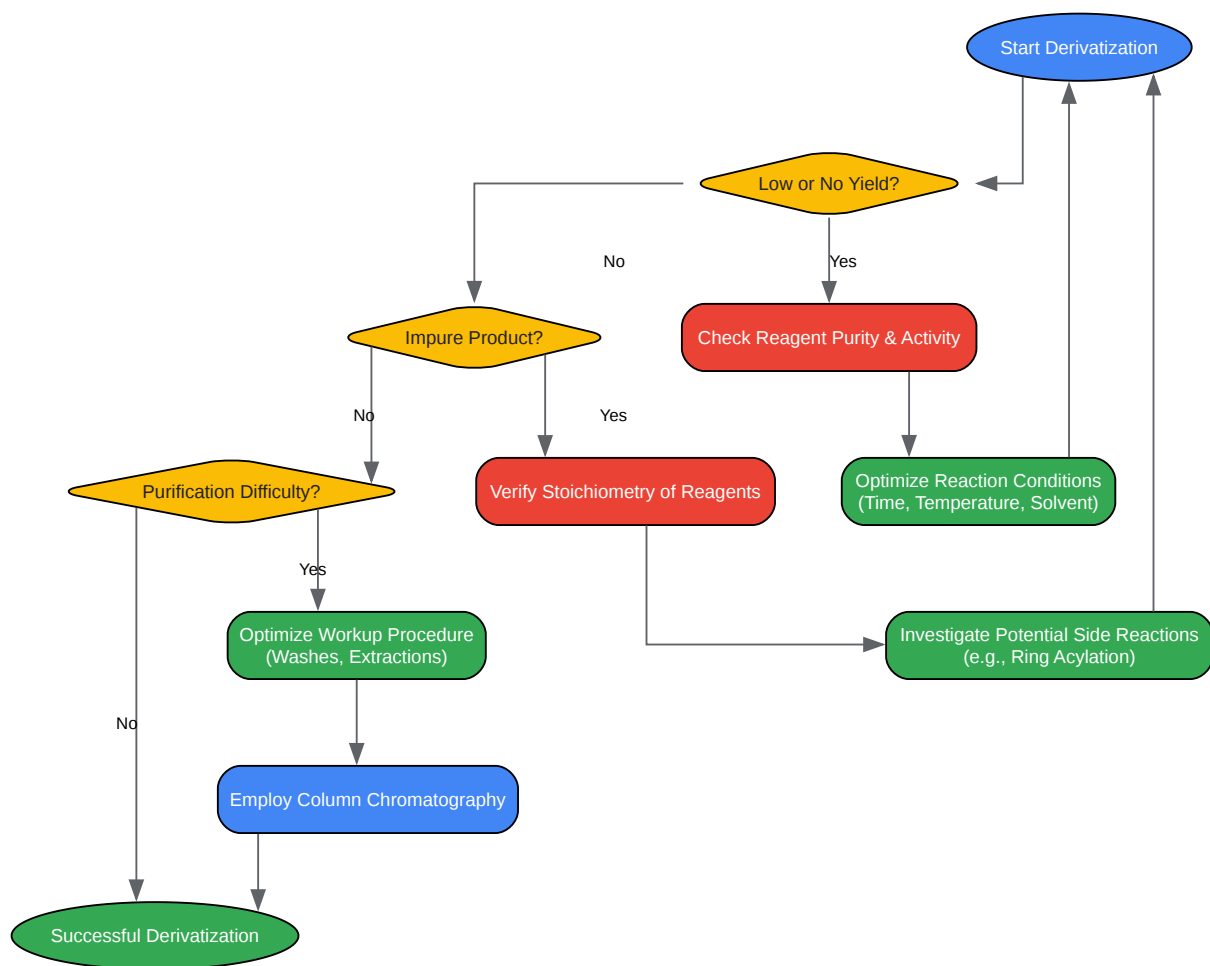 Start Derivatization
Low or No Yield?
No
Yes
Impure Product?
Check Reagent Purity & Activity
No
Yes
Purification Difficulty?
Verify Stoichiometry of Reagents
Optimize Reaction Conditions
(Time, Temperature, Solvent)
Yes
Optimize Workup Procedure
(Washes, Extractions)
Investigate Potential Side Reactions
(e.g., Ring Acylation)
No
Employ Column Chromatography
Successful Derivatization